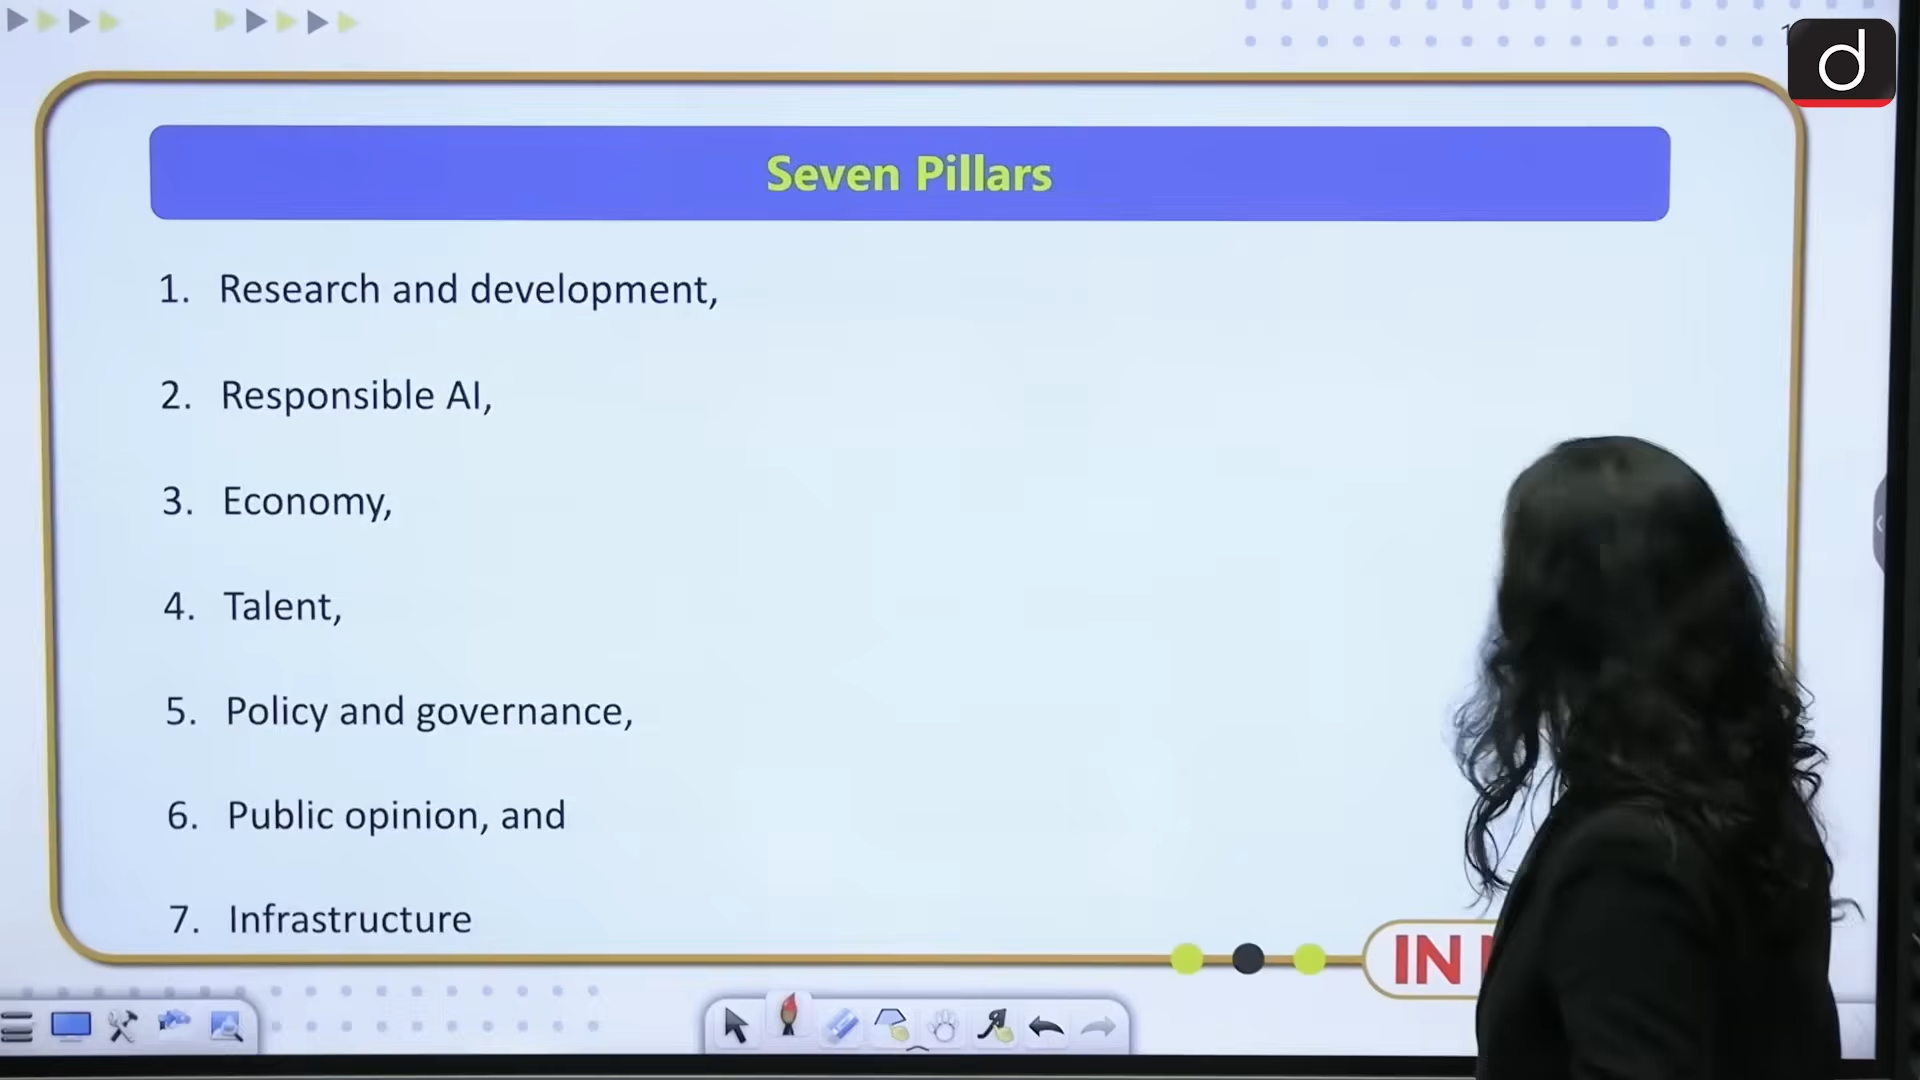 Seven Pillars
1. Research and development,
2. Responsible AI,
3. Economy,
4. Talent,
5. Policy and governance,
6. Public opinion, and
7. Infrastructure
IN
d